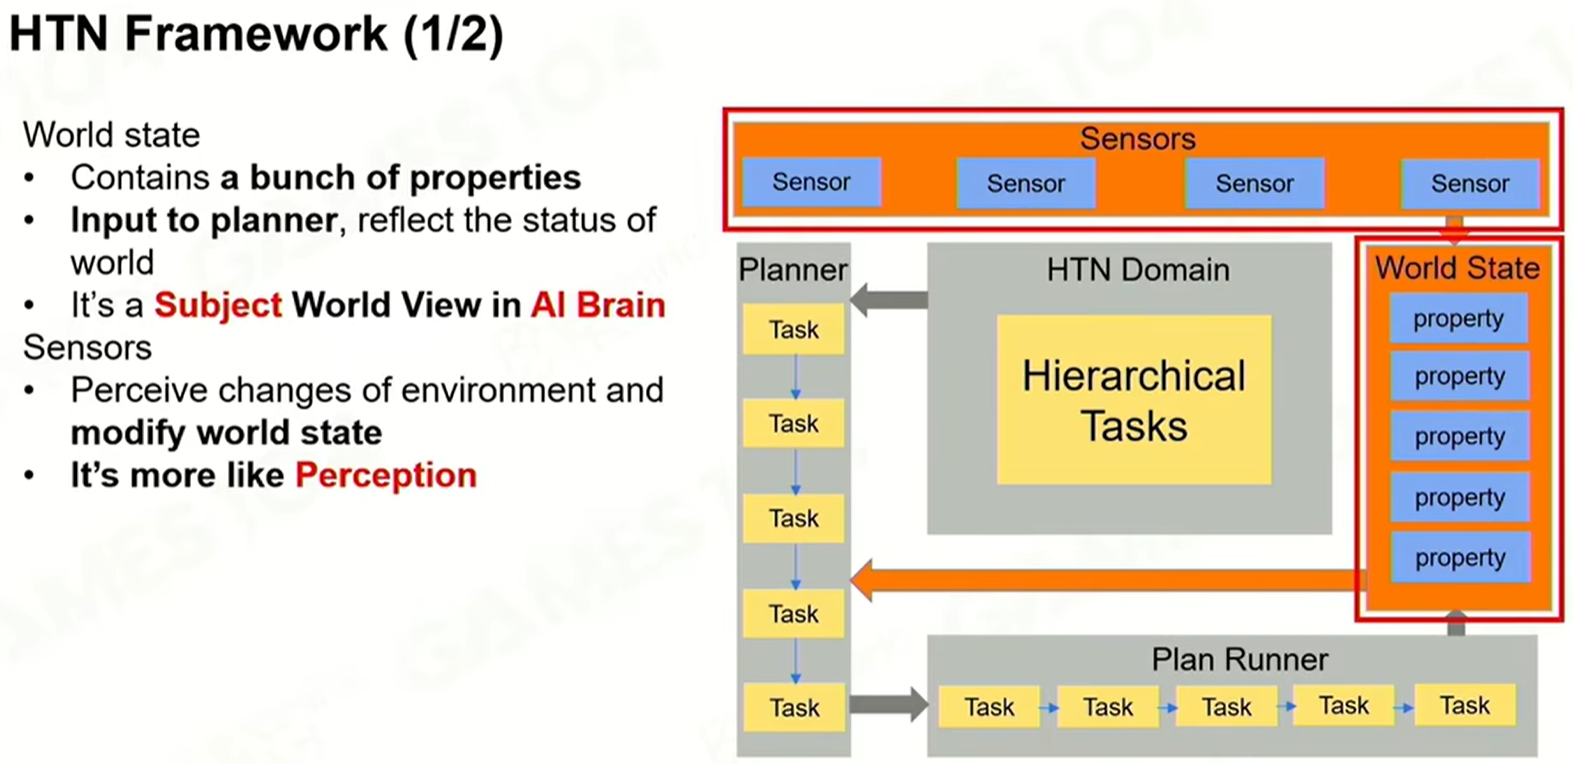 HTN Framework (1/2)
World state
• Contains a bunch of properties
• Input to planner, reflect the status of
world
• It's a Subject World View in AI Brain
Sensors
• Perceive changes of environment and
modify world state
• It's more like Perception
Sensors
Sensor Sensor Sensor Sensor
Planner
Task
Task
Task
Task
Task
HTN Domain
Hierarchical
Tasks
World State
property
property
property
property
property
Plan Runner
Task Task Task Task Task
GAMES104